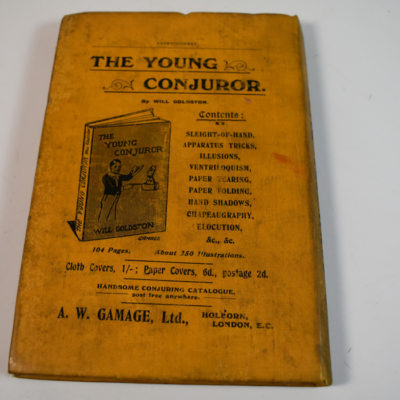 ADVERTISEMENT.
THE YOUNG
CONJUROR.
By WILL GOLDSTON.
Contents:
SLEIGHT-OF-HAND,
APPARATUS TRICKS,
ILLUSIONS,
VENTRILOQUISM,
PAPER TEARING,
PAPER FOLDING,
HAND SHADOWS,
CHAPEAUGRAPHY,
ELOCUTION,
&c., &c.
THE
YOUNG
CONJUROR
WILL GOLDSTON
104 Pages. About 250 Illustrations.
Cloth Covers, 1/-; Paper Covers, 6d., postage 2d.
HANDSOME CONJURING CATALOGUE,
post free anywhere.
A. W. GAMAGE, Ltd., HOLBORN,
LONDON, E.C.